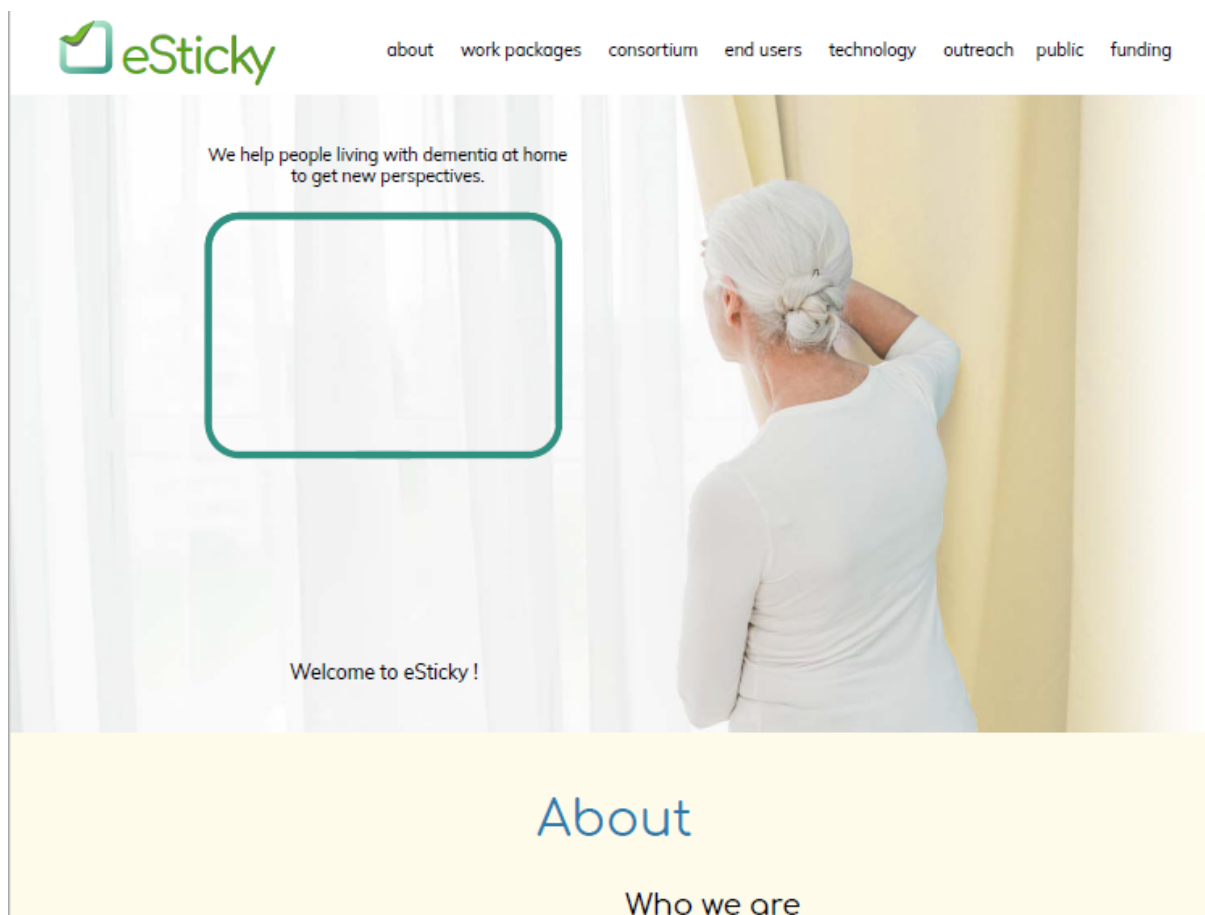 eSticky
about work packages consortium end users technology outreach public funding
We help people living with dementia at home
to get new perspectives.
Welcome to eSticky !
About
Who we are